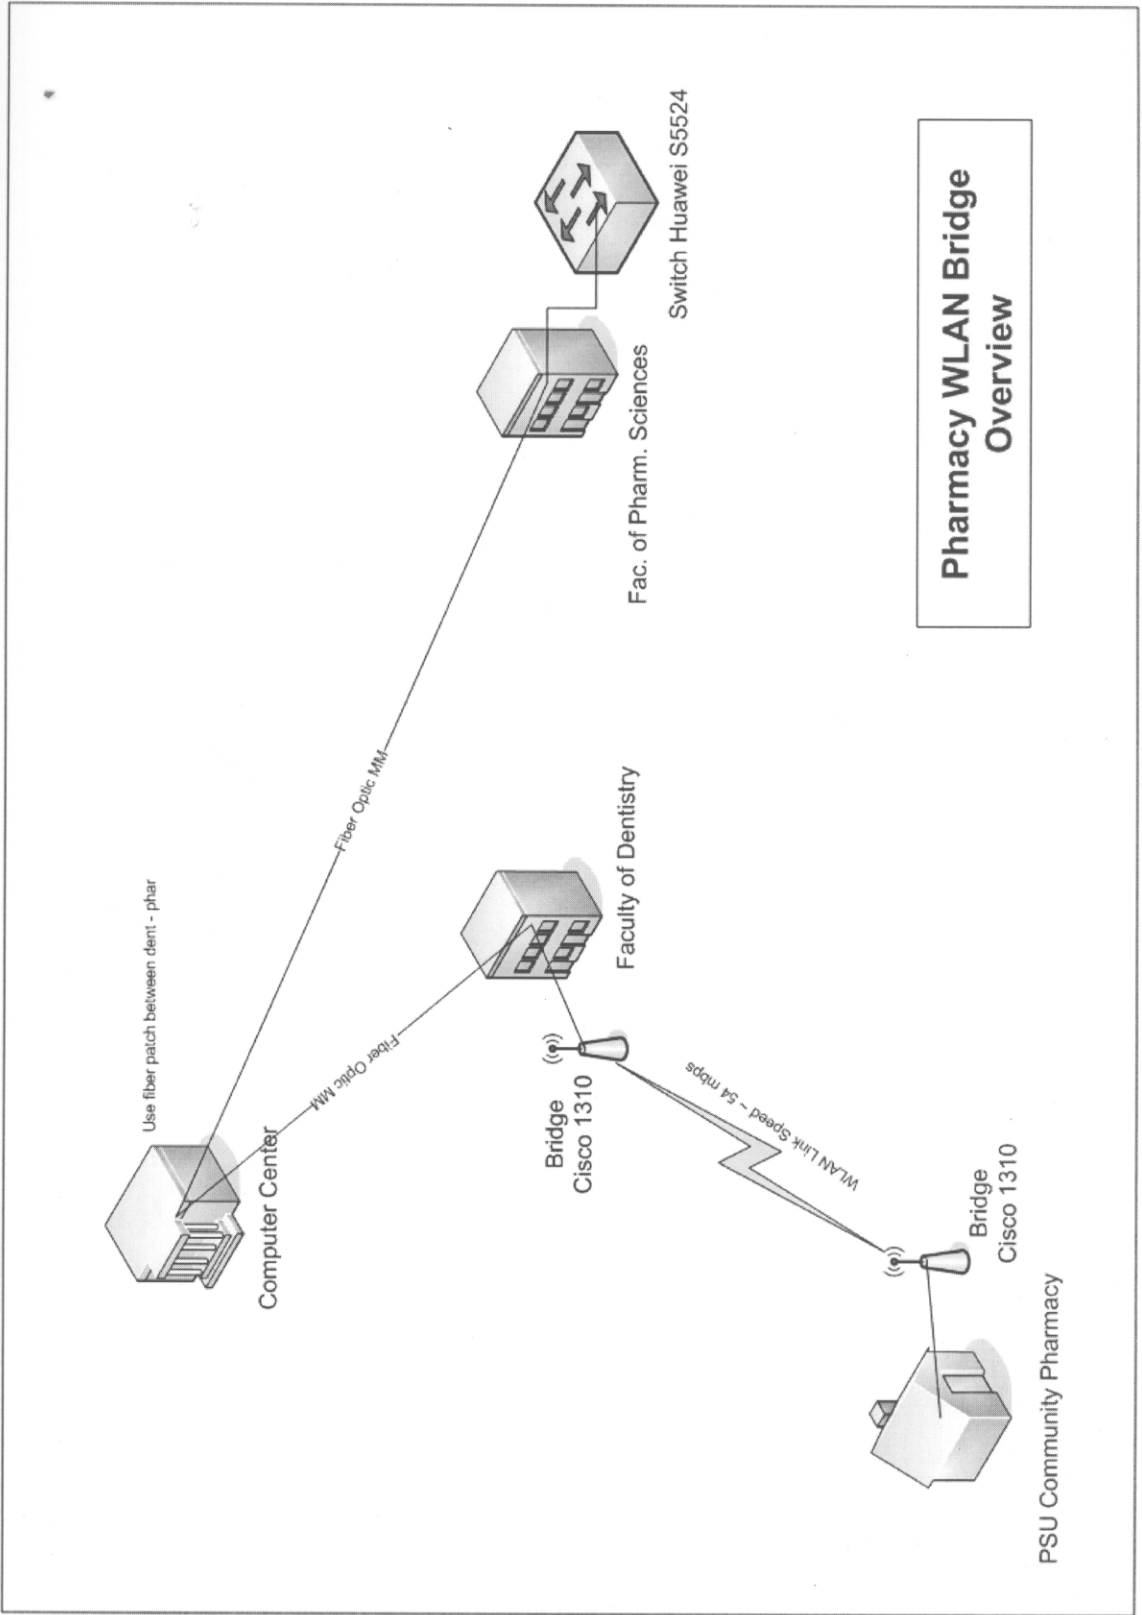 Use fiber patch between dent - phar
Computer Center
Fiber Optic MM
Fiber Optic MM
Switch Huawei S5524
Fac. of Pharm. Sciences
Faculty of Dentistry
Bridge
Cisco 1310
WLAN Link Speed ~ 54 mbps
Bridge
Cisco 1310
PSU Community Pharmacy
Pharmacy WLAN Bridge
Overview